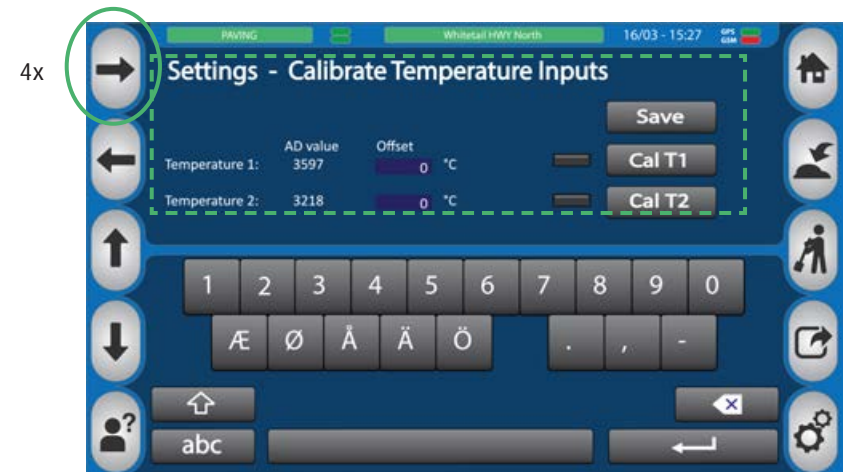 PAVING Whitetail HWY North 16/03 - 15:27 GPS GSM
4x
Settings - Calibrate Temperature Inputs
Save
AD value Offset
Temperature 1: 3597 0 °C Cal T1
Temperature 2: 3218 0 °C Cal T2
1 2 3 4 5 6 7 8 9 0
Æ Ø Å Ä Ö . , -
?
abc